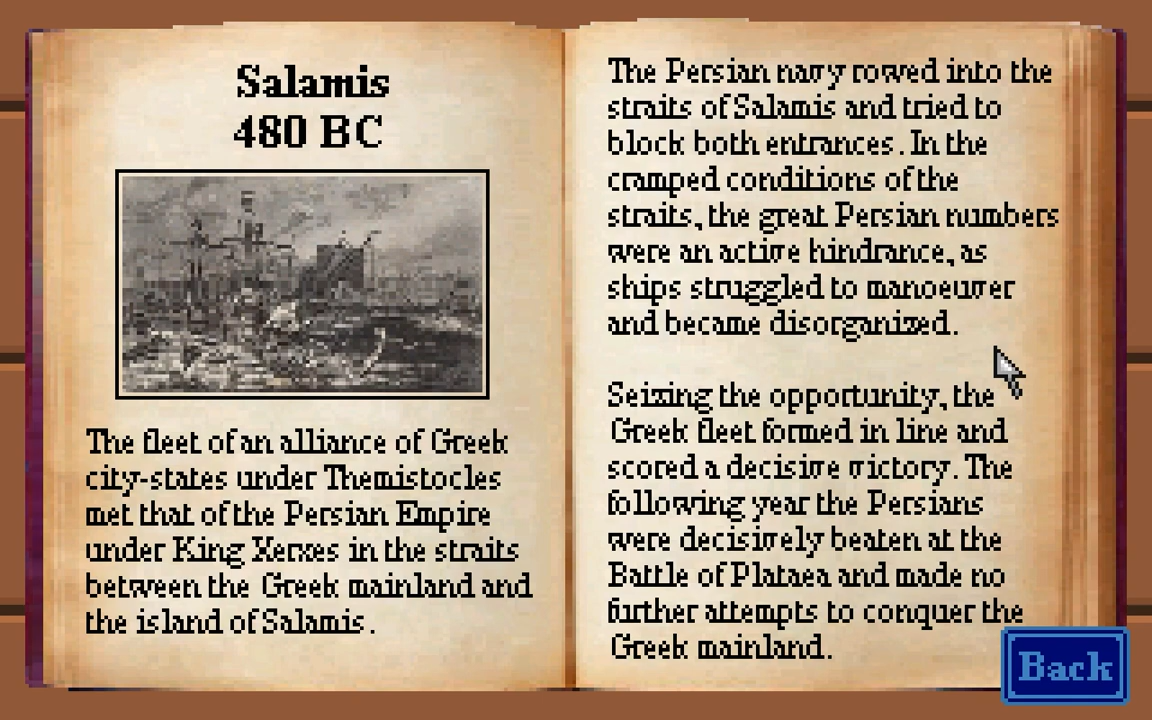 Salamis
480 BC
The fleet of an alliance of Greek
city-states under Themistocles
met that of the Persian Empire
under King Xerxes in the straits
between the Greek mainland and
the island of Salamis.
The Persian navy rowed into the
straits of Salamis and tried to
block both entrances. In the
cramped conditions of the
straits, the great Persian numbers
were an active hindrance, as
ships struggled to manoeuver
and became disorganized.
Seizing the opportunity, the
Greek fleet formed in line and
scored a decisive victory. The
following year the Persians
were decisively beaten at the
Battle of Plataea and made no
further attempts to conquer the
Greek mainland.
Back